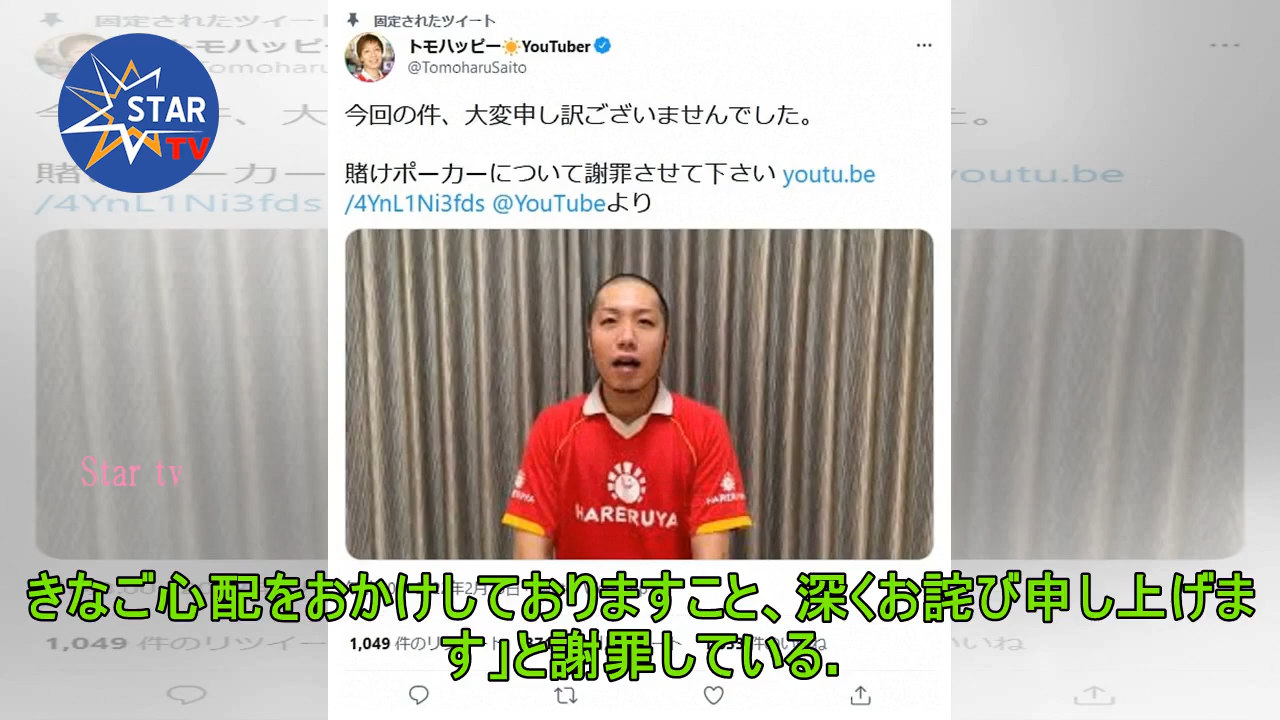 固定されたツイート
トモハッピー☀YouTuber
@TomoharuSaito
今回の件、大変申し訳ございませんでした。
賭けポーカーについて謝罪させて下さい youtu.be
/4YnL1Ni3fds @YouTubeより
STAR
TV
Star tv
HARERUYA
HARERUYA
きなご心配をおかけしておりますこと、深くお詫び申し上げま
す」と謝罪している.
1,049 件のリツイート